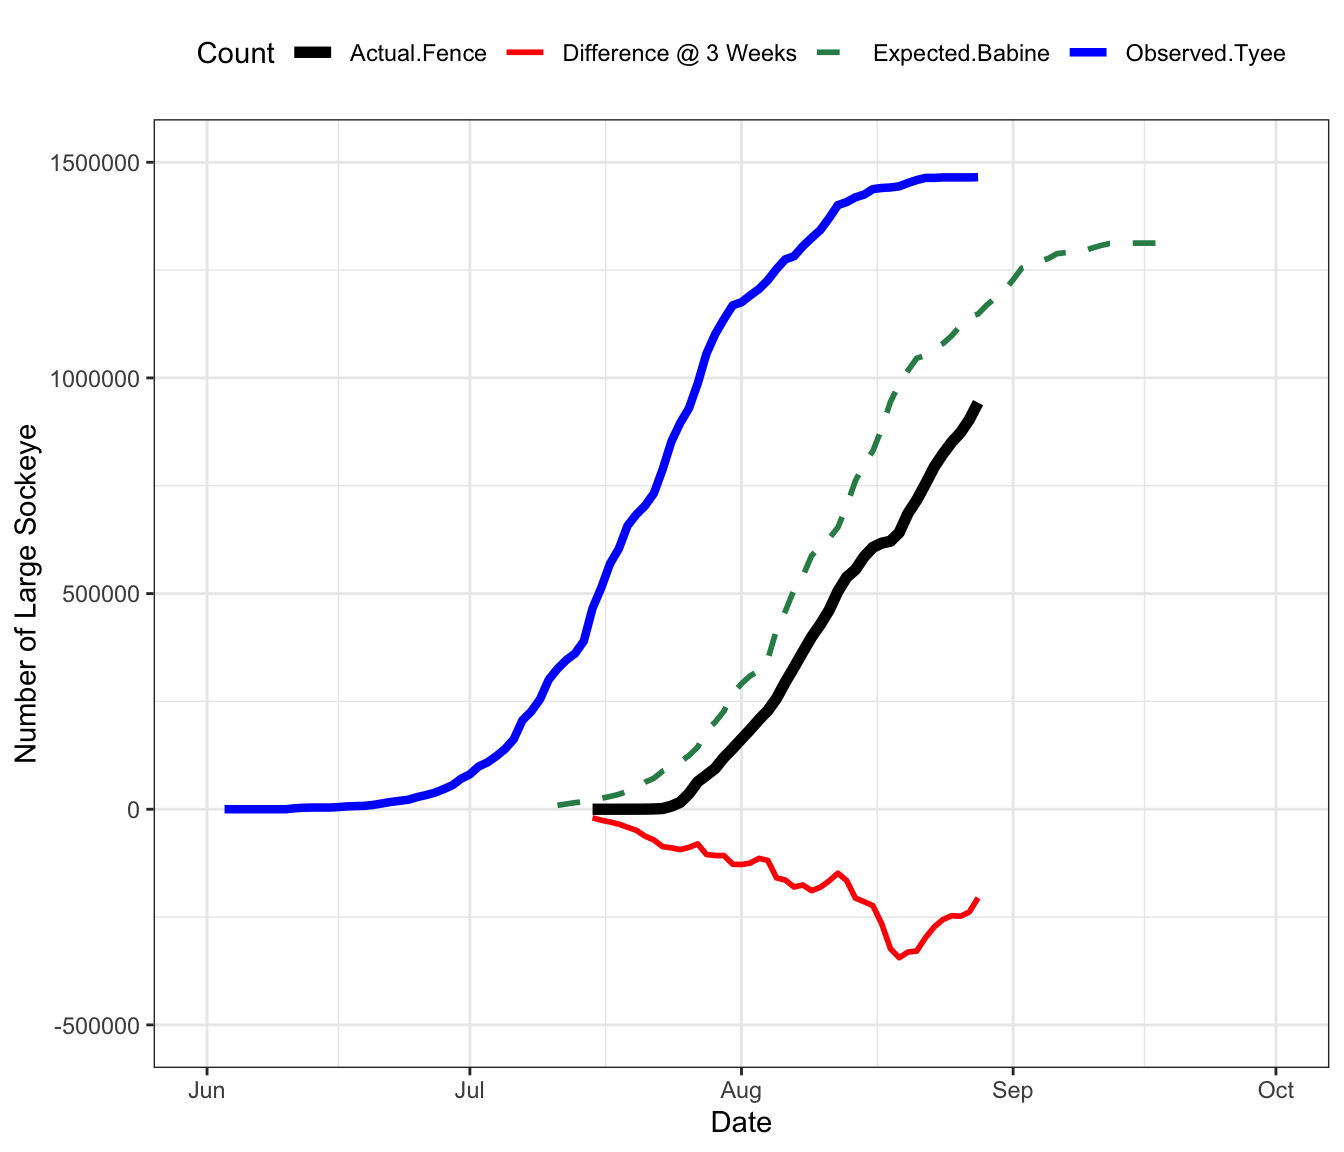 Count Actual.Fence Difference @ 3 Weeks Expected.Babine Observed.Tyee
Number of Large Sockeye
1500000
1000000
500000
0
-500000
Jun Jul Aug Sep Oct
Date